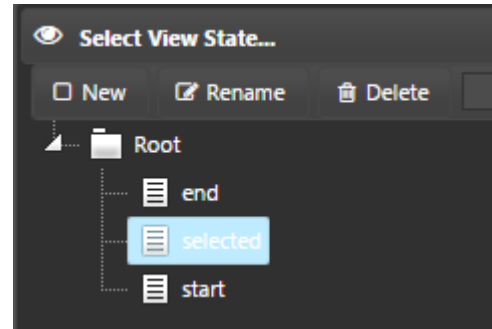 Select View State...
New Rename Delete
Root
end
selected
start